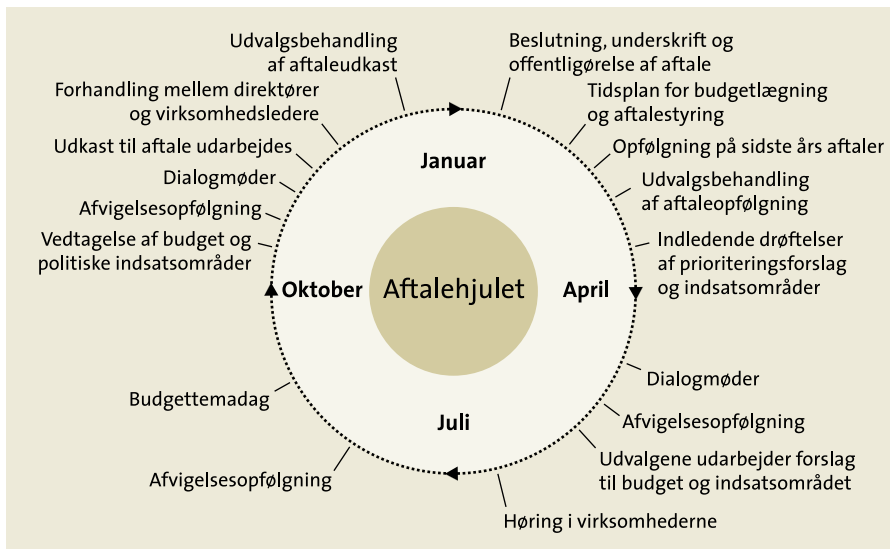 Udvalgsbehandling
af aftaleudkast
Beslutning, underskrift og
offentligørelse af aftale
Forhandling mellem direktører
og virksomhedsledere
Tidsplan for budgetlægning
og aftalestyring
Udkast til aftale udarbejdes
Opfølgning på sidste års aftaler
Januar
Dialogmøder
Udvalgsbehandling
af aftaleopfølgning
Afvigelsesopfølgning
Vedtagelse af budget og
politiske indsatsområder
Indledende drøftelser
af prioriteringsforslag
og indsatsområder
Oktober
Aftalehjulet
April
Dialogmøder
Budgettemadag
Afvigelsesopfølgning
Juli
Udvalgene udarbejder forslag
til budget og indsatsområdet
Afvigelsesopfølgning
Høring i virksomhederne